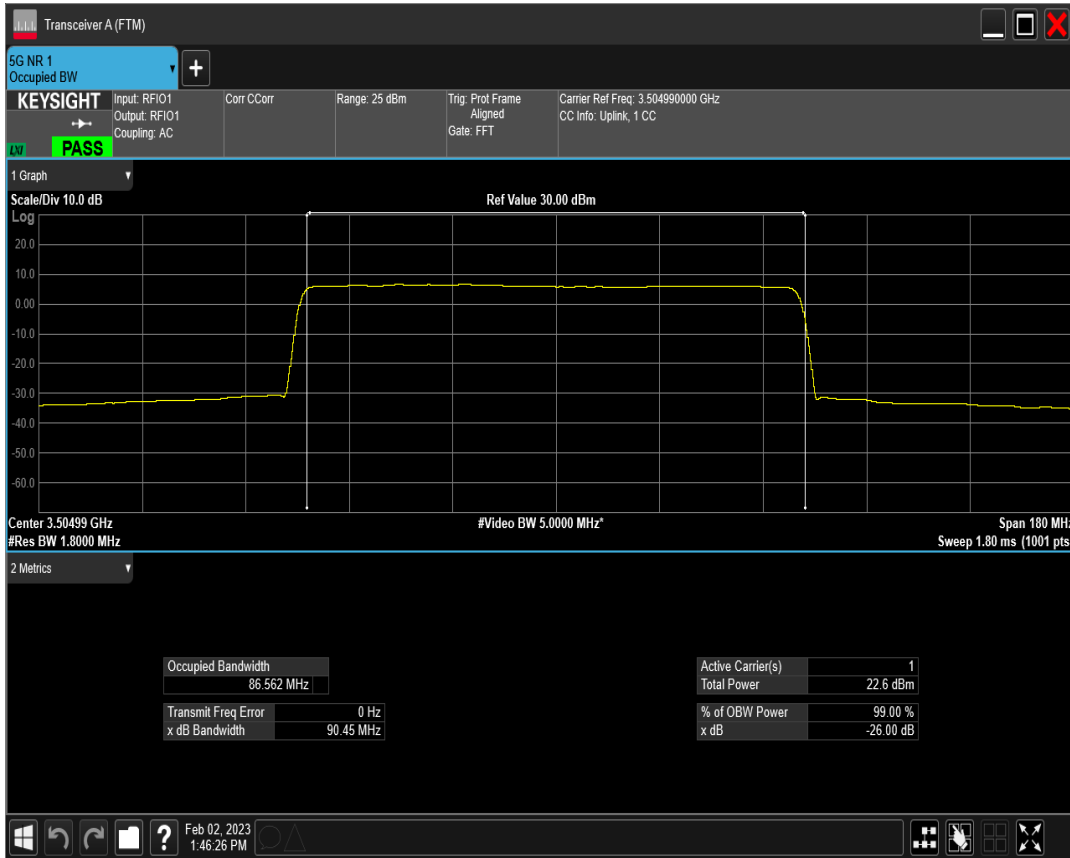 Transceiver A (FTM)
5G NR 1
Occupied BW
+
KEYSIGHT
LXI
PASS
Input: RFIO1
Output: RFIO1
Coupling: AC
Corr CCorr
Range: 25 dBm
Trig: Prot Frame
Aligned
Gate: FFT
Carrier Ref Freq: 3.504990000 GHz
CC Info: Uplink, 1 CC
1 Graph
Scale/Div 10.0 dB
Ref Value 30.00 dBm
Log
20.0
10.0
0.00
-10.0
-20.0
-30.0
-40.0
-50.0
-60.0
Center 3.50499 GHz
#Video BW 5.0000 MHz*
Span 180 MHz
#Res BW 1.8000 MHz
Sweep 1.80 ms (1001 pts
2 Metrics
Occupied Bandwidth
86.562 MHz
Transmit Freq Error 0 Hz
x dB Bandwidth 90.45 MHz
Active Carrier(s) 1
Total Power 22.6 dBm
% of OBW Power 99.00 %
x dB -26.00 dB
?
Feb 02, 2023
1:46:26 PM